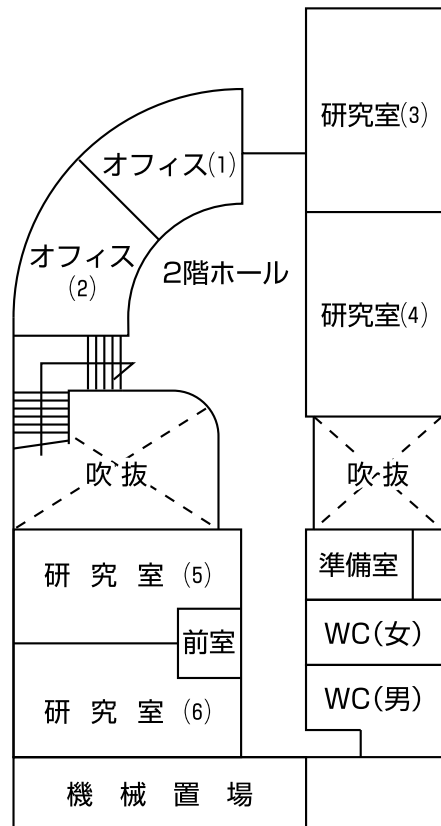 研究室(3)
オフィス(1)
オフィス
(2)
2階ホール
研究室(4)
吹抜
吹抜
研究室(5)
準備室
前室
WC(女)
研究室(6)
WC(男)
機械置場